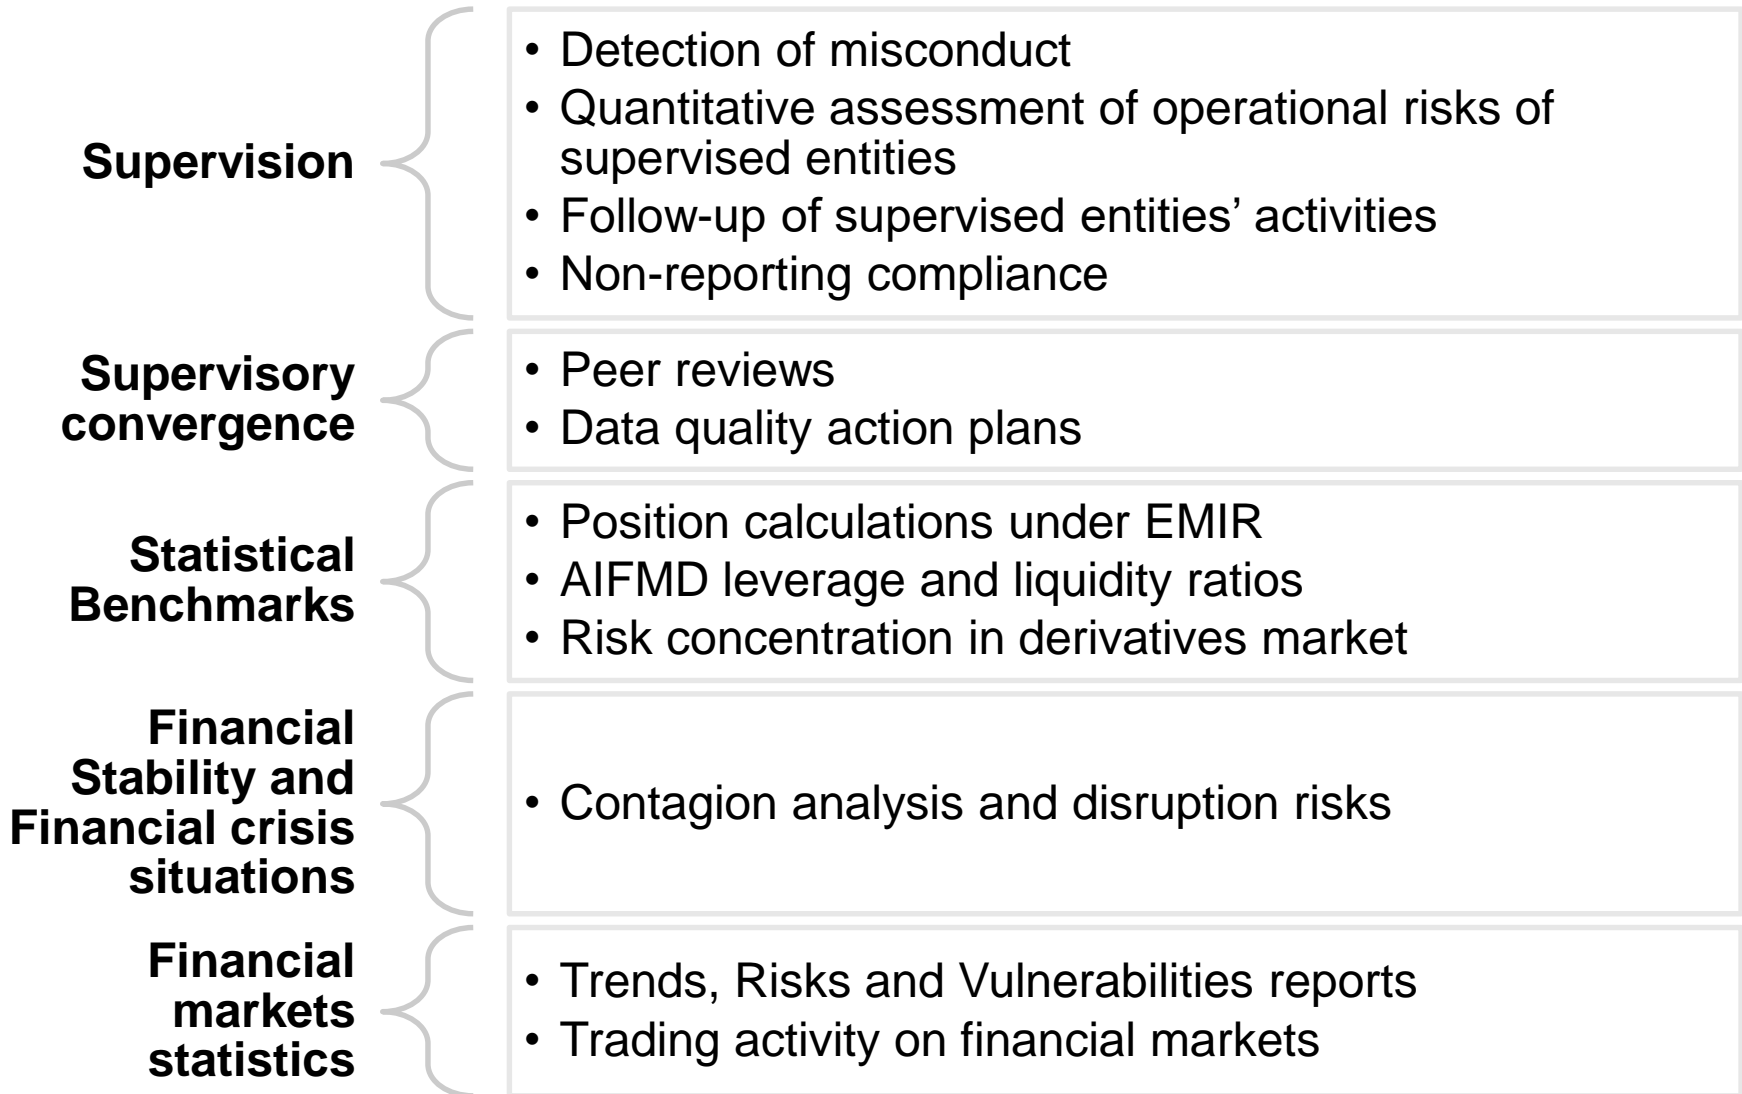 Supervision
• Detection of misconduct
• Quantitative assessment of operational risks of
supervised entities
• Follow-up of supervised entities’ activities
• Non-reporting compliance
Supervisory
convergence
• Peer reviews
• Data quality action plans
Statistical
Benchmarks
• Position calculations under EMIR
• AIFMD leverage and liquidity ratios
• Risk concentration in derivatives market
Financial
Stability and
Financial crisis
situations
• Contagion analysis and disruption risks
Financial
markets
statistics
• Trends, Risks and Vulnerabilities reports
• Trading activity on financial markets